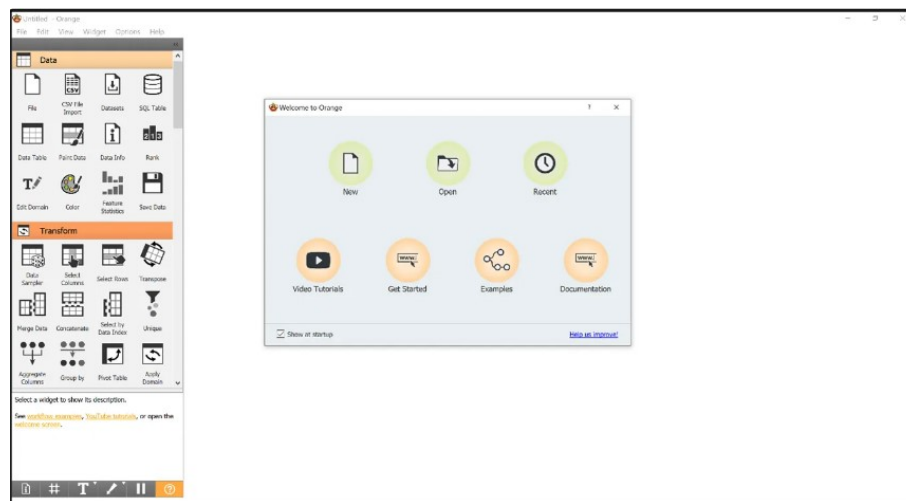 Untitled - Orange
File Edit View Widget Options Help
Data
File CSV File Import Datasets SQL Table
Data Table Paint Data Data Info Rank
Edit Domain Color Feature Statistics Save Data
Transform
Data Sampler Select Columns Select Rows Transpose
Merge Data Concatenate Select by Data Index Unique
Aggregate Columns Group by Pivot Table Apply Domain
Select a widget to show its description.
See workflow examples, YouTube tutorials, or open the
welcome screen.
Welcome to Orange
New Open Recent
Video Tutorials Get Started Examples Documentation
Show at startup Help us improve!